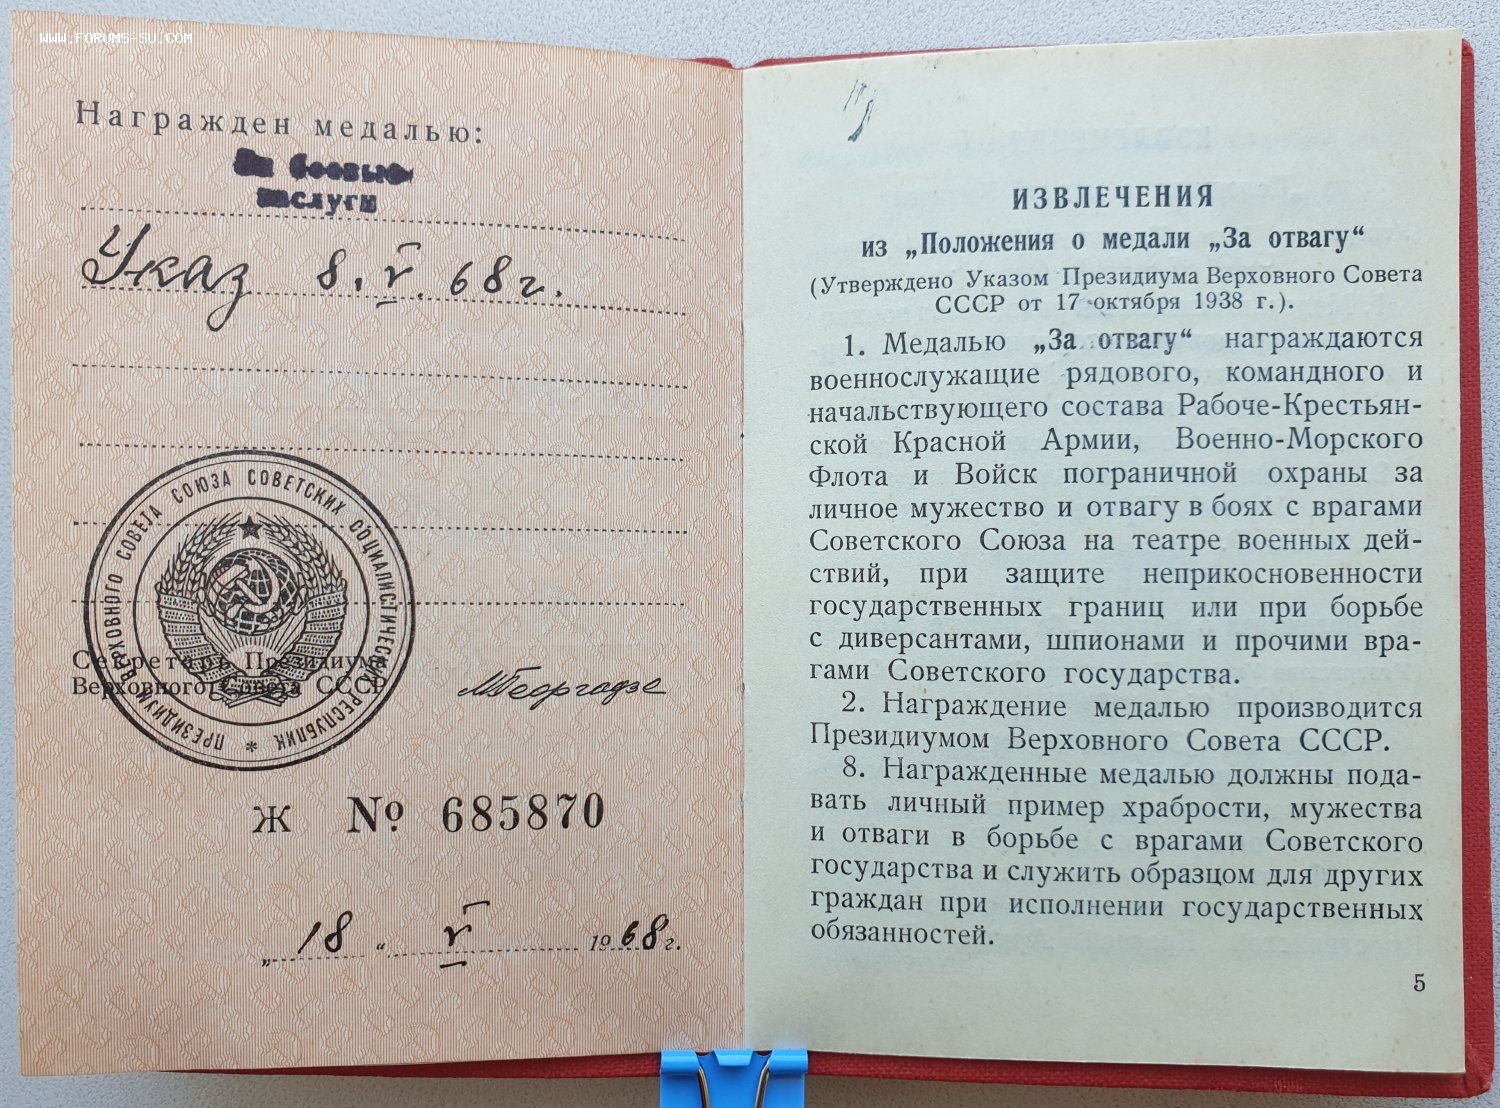 www.forums-su.com
Награжден медалью:
За боевые
заслуги
Указ 8. V. 68 г.
ПРЕЗИДИУМ ВЕРХОВНОГО СОВЕТА СОЮЗА СОВЕТСКИХ СОЦИАЛИСТИЧЕСКИХ РЕСПУБЛИК *
Секретарь Президиума
Верховного Совета СССР
МГеоргадзе
Ж № 685870
„18“ V 1968 г.
ИЗВЛЕЧЕНИЯ
из „Положения о медали „За отвагу“
(Утверждено Указом Президиума Верховного Совета
СССР от 17 октября 1938 г.).
1. Медалью „За отвагу“ награждаются
военнослужащие рядового, командного и
начальствующего состава Рабоче-Крестьян-
ской Красной Армии, Военно-Морского
Флота и Войск пограничной охраны за
личное мужество и отвагу в боях с врагами
Советского Союза на театре военных дей-
ствий, при защите неприкосновенности
государственных границ или при борьбе
с диверсантами, шпионами и прочими вра-
гами Советского государства.
2. Награждение медалью производится
Президиумом Верховного Совета СССР.
8. Награжденные медалью должны пода-
вать личный пример храбрости, мужества
и отваги в борьбе с врагами Советского
государства и служить образцом для других
граждан при исполнении государственных
обязанностей.
5